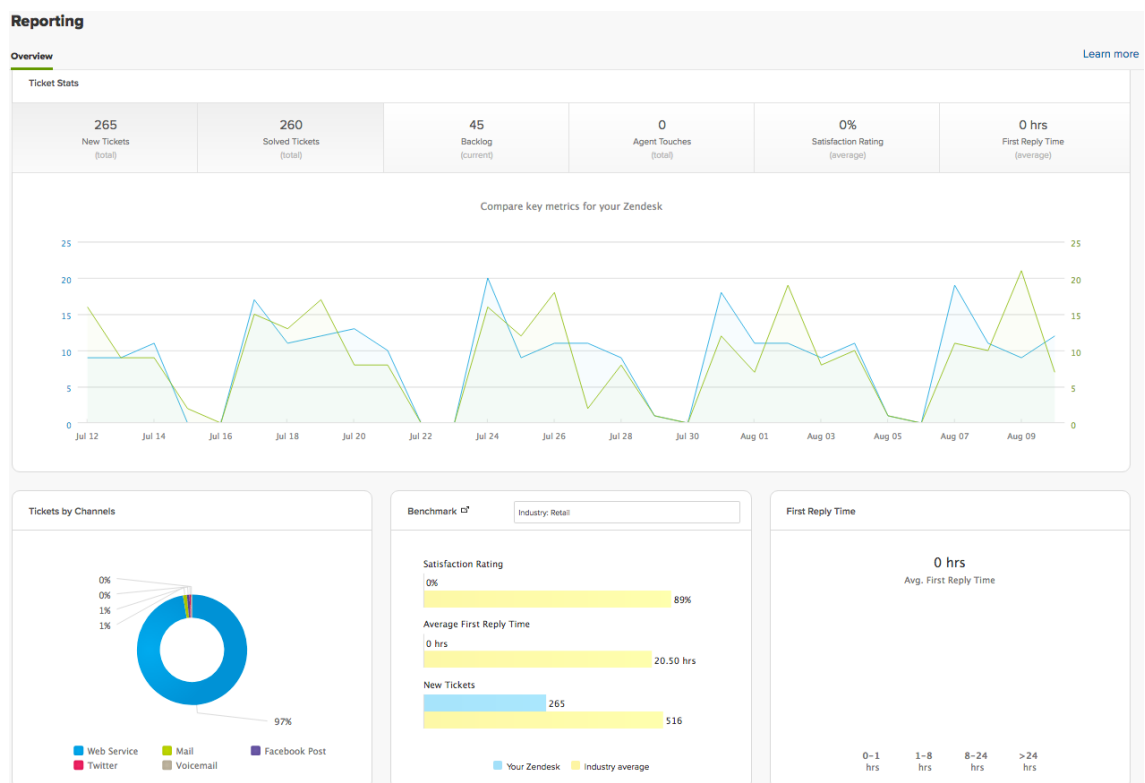 Reporting
Overview
Learn more
Ticket Stats
265
New Tickets
(total)
260
Solved Tickets
(total)
45
Backlog
(current)
0
Agent Touches
(total)
0%
Satisfaction Rating
(average)
0 hrs
First Reply Time
(average)
Compare key metrics for your Zendesk
25 25
20 20
15 15
10 10
5 5
0 0
Jul 12 Jul 14 Jul 16 Jul 18 Jul 20 Jul 22 Jul 24 Jul 26 Jul 28 Jul 30 Aug 01 Aug 03 Aug 05 Aug 07 Aug 09
Tickets by Channels
0%
0%
1%
1%
97%
Web Service Mail Facebook Post
Twitter Voicemail
Benchmark Industry: Retail
Satisfaction Rating
0%
89%
Average First Reply Time
0 hrs
20.50 hrs
New Tickets
265
516
Your Zendesk Industry average
First Reply Time
0 hrs
Avg. First Reply Time
0-1 1-8 8-24 >24
hrs hrs hrs hrs